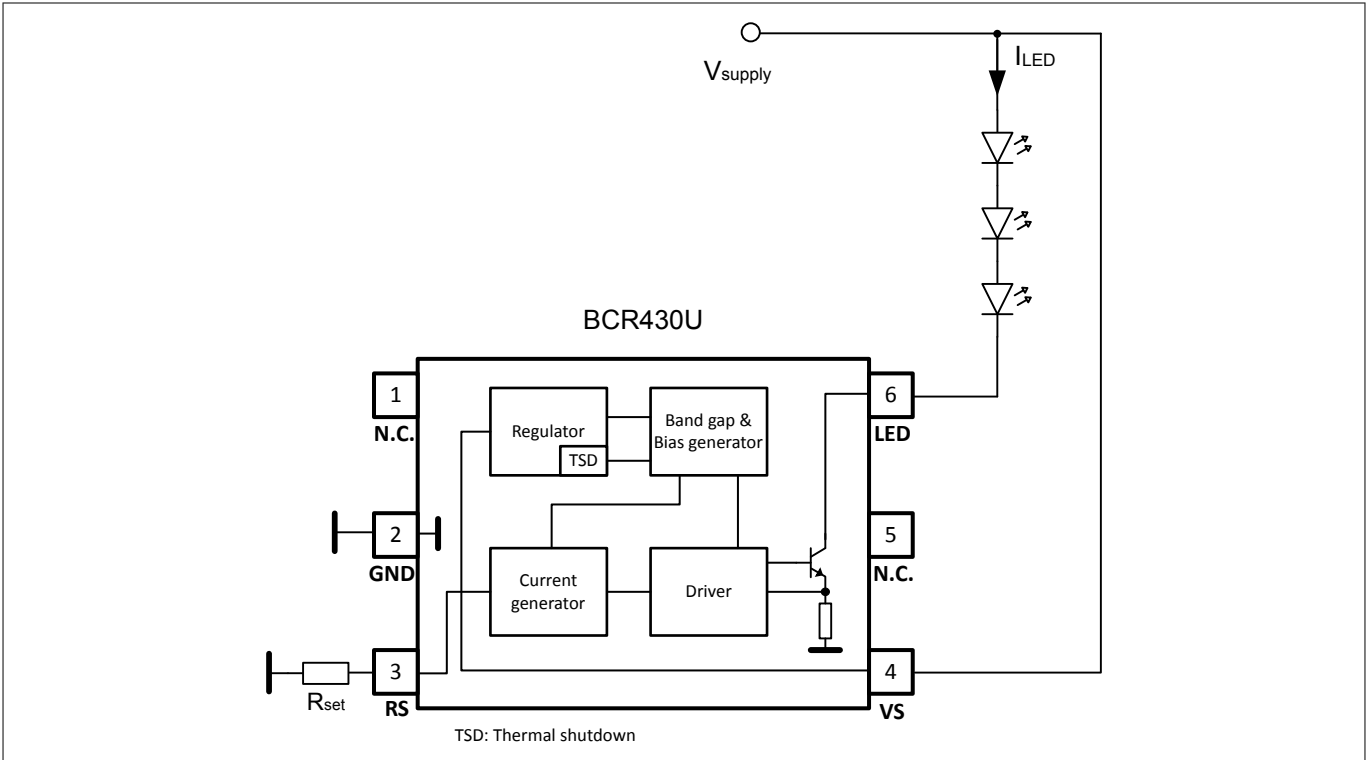 Vsupply
ILED
BCR430U
1
N.C.
Regulator
TSD
Band gap &
Bias generator
6
LED
2
GND
5
N.C.
Current
generator
Driver
Rset
3
RS
4
VS
TSD: Thermal shutdown